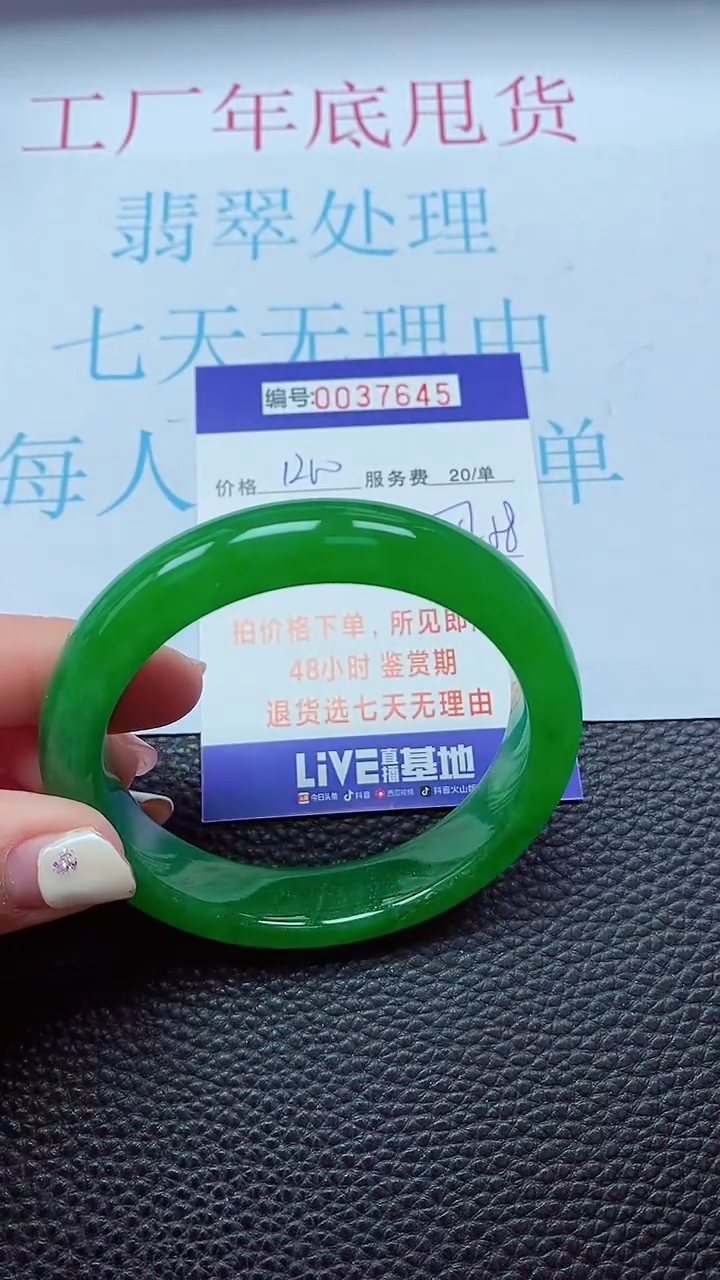 工厂年底甩货
翡翠处理
七天无理由
每人 单
编号:0037645
价格 1200 服务费 20/单
拍价格下单，所见即
48小时 鉴赏期
退货选七天无理由
LiVE直播基地
今日头条 抖音 西瓜视频 抖音火山